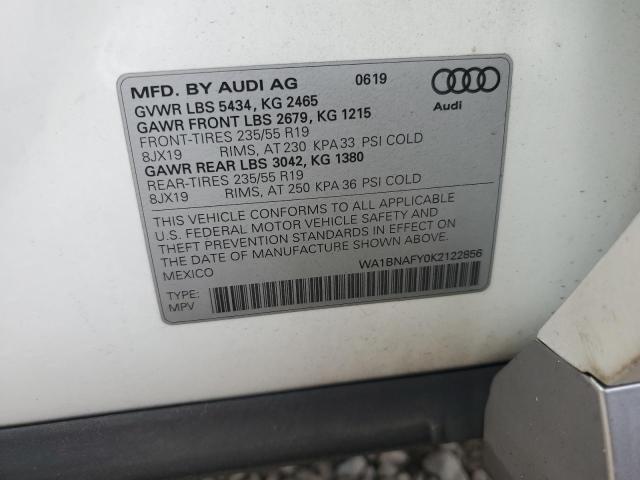 MFD. BY AUDI AG 0619
GVWR LBS 5434, KG 2465
GAWR FRONT LBS 2679, KG 1215
FRONT-TIRES 235/55 R19
8JX19 RIMS, AT 230 KPA 33 PSI COLD
GAWR REAR LBS 3042, KG 1380
REAR-TIRES 235/55 R19
8JX19 RIMS, AT 250 KPA 36 PSI COLD
Audi
THIS VEHICLE CONFORMS TO ALL APPLICABLE
U.S. FEDERAL MOTOR VEHICLE SAFETY AND
THEFT PREVENTION STANDARDS IN EFFECT ON
THE DATE OF MANUFACTURE SHOWN ABOVE.
MEXICO
WA1BNAFY0K2122856
TYPE:
MPV